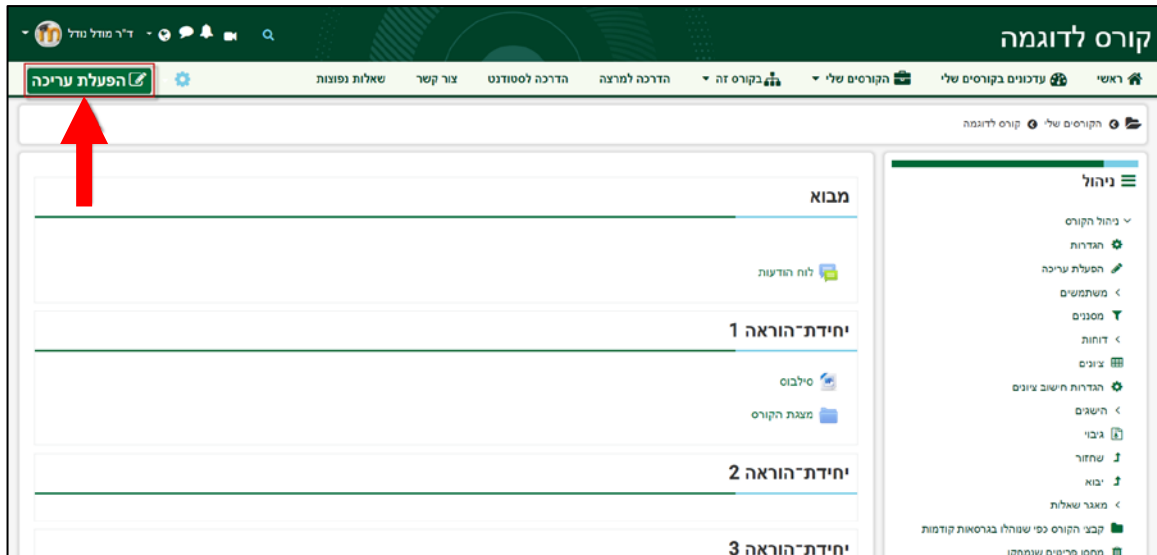 קורס לדוגמה
ד"ר מודל נודל
ראשי
עדכונים בקורסים שלי
הקורסים שלי
בקורס זה
הדרכה למרצה
הדרכה לסטודנט
צור קשר
שאלות נפוצות
הפעלת עריכה
הקורסים שלי
קורס לדוגמה
ניהול
ניהול הקורס
הגדרות
הפעלת עריכה
משתמשים
מסננים
דוחות
ציונים
הגדרות חישוב ציונים
הישגים
גיבוי
שחזור
יבוא
מאגר שאלות
קבצי הקורס כפי שנוהלו בגרסאות קודמות
מחסן פריטים שנמחקו
מבוא
לוח הודעות
יחידת־הוראה 1
סילבוס
מצגת הקורס
יחידת־הוראה 2
יחידת־הוראה 3